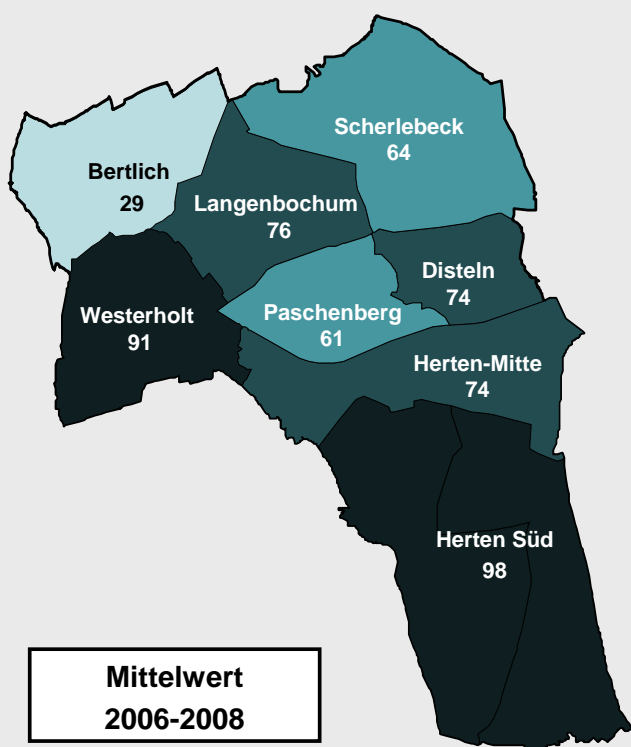 Scherlebeck
64
Bertlich
29
Langenbochum
76
Disteln
74
Westerholt
91
Paschenberg
61
Herten-Mitte
74
Herten Süd
98
Mittelwert
2006-2008